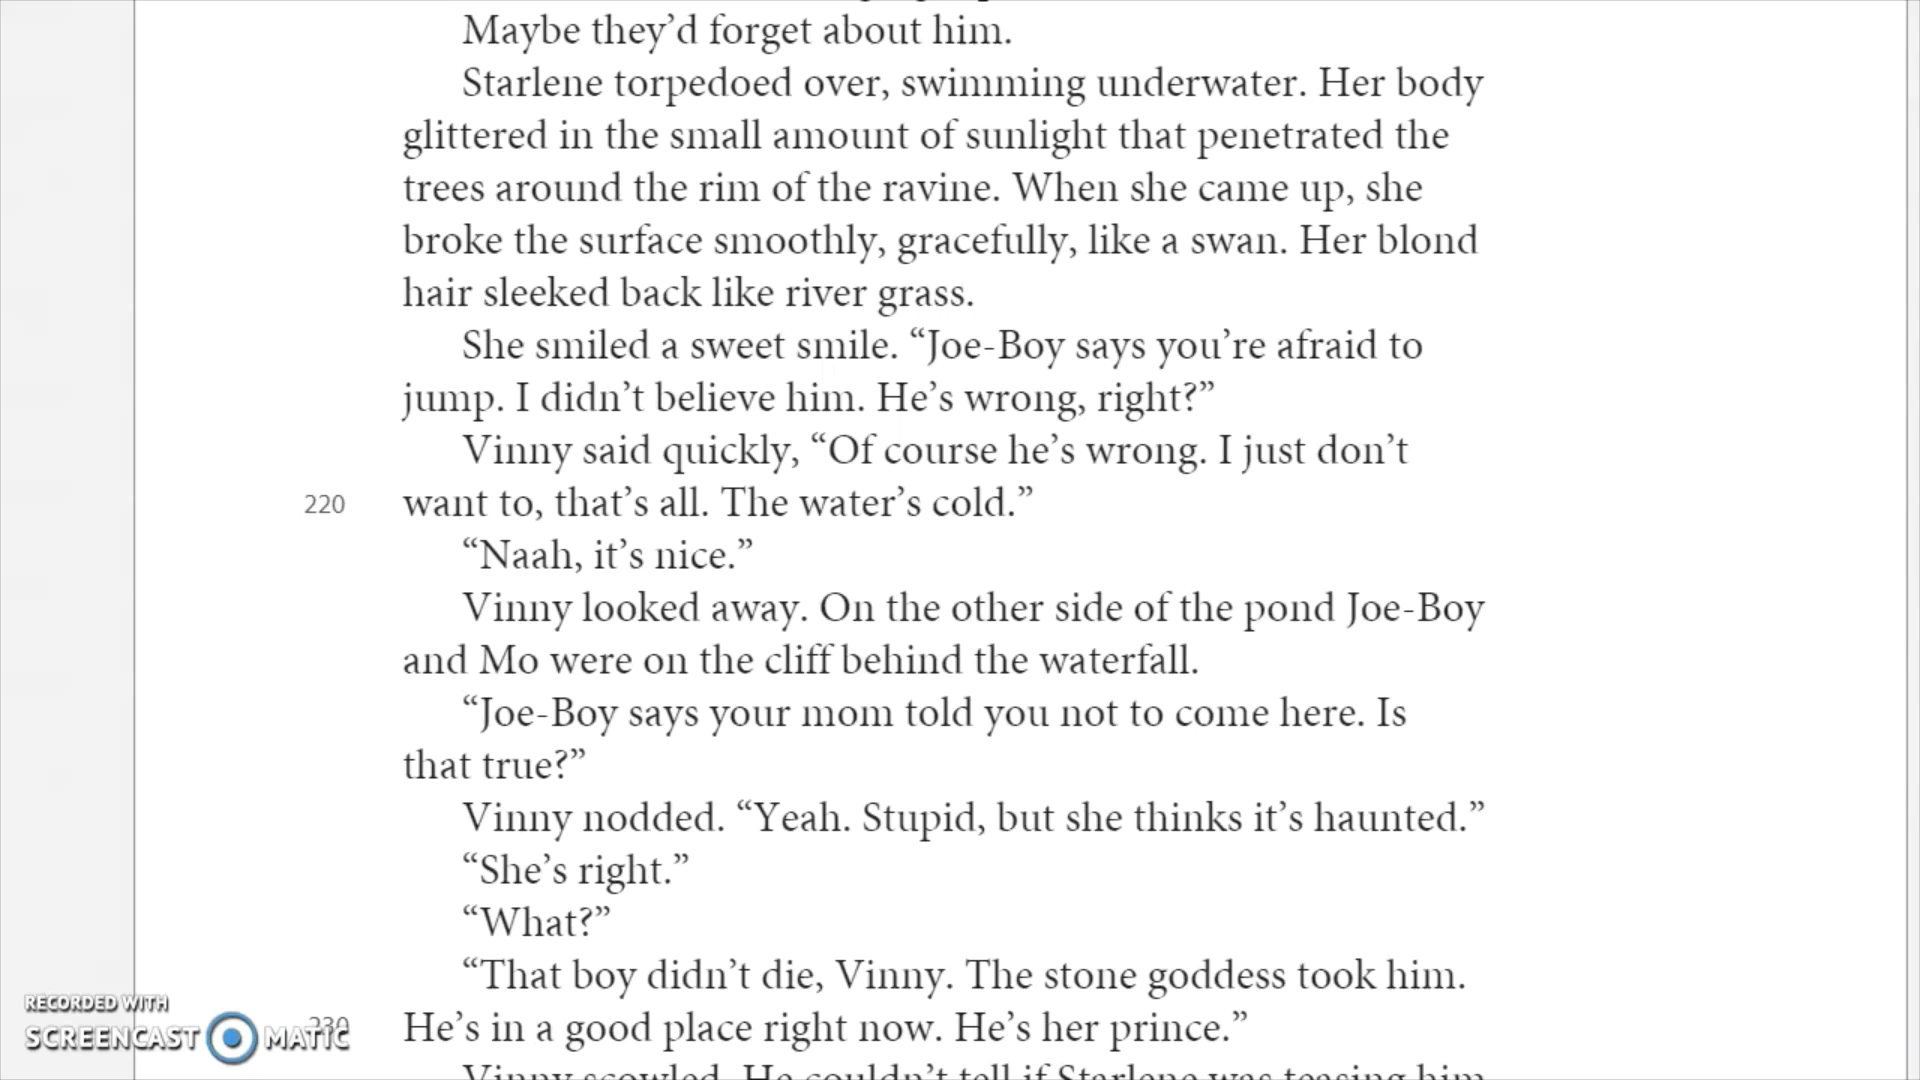 Maybe they’d forget about him.
Starlene torpedoed over, swimming underwater. Her body
glittered in the small amount of sunlight that penetrated the
trees around the rim of the ravine. When she came up, she
broke the surface smoothly, gracefully, like a swan. Her blond
hair sleeked back like river grass.
She smiled a sweet smile. “Joe-Boy says you’re afraid to
jump. I didn’t believe him. He’s wrong, right?”
Vinny said quickly, “Of course he’s wrong. I just don’t
220 want to, that’s all. The water’s cold.”
“Naah, it’s nice.”
Vinny looked away. On the other side of the pond Joe-Boy
and Mo were on the cliff behind the waterfall.
“Joe-Boy says your mom told you not to come here. Is
that true?”
Vinny nodded. “Yeah. Stupid, but she thinks it’s haunted.”
“She’s right.”
“What?”
“That boy didn’t die, Vinny. The stone goddess took him.
230 He’s in a good place right now. He’s her prince.”
Vinny scowled. He couldn’t tell if Starlene was teasing him
RECORDED WITH
SCREENCAST MATIC